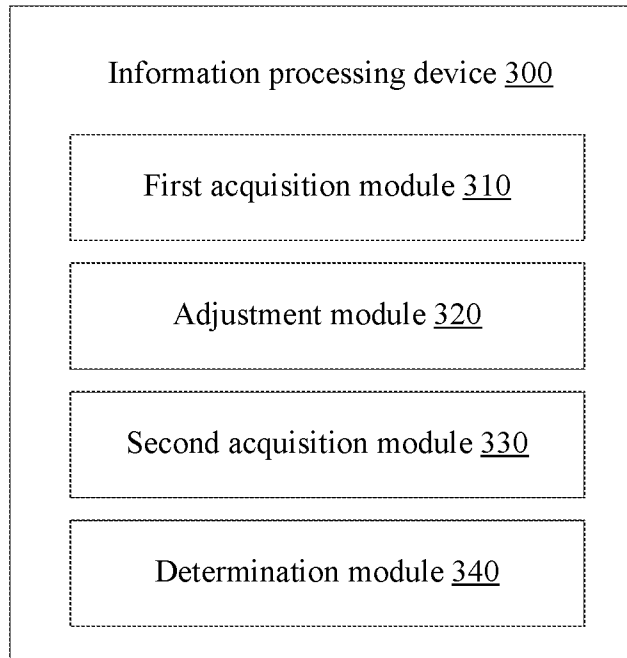 Information processing device 300
First acquisition module 310
Adjustment module 320
Second acquisition module 330
Determination module 340